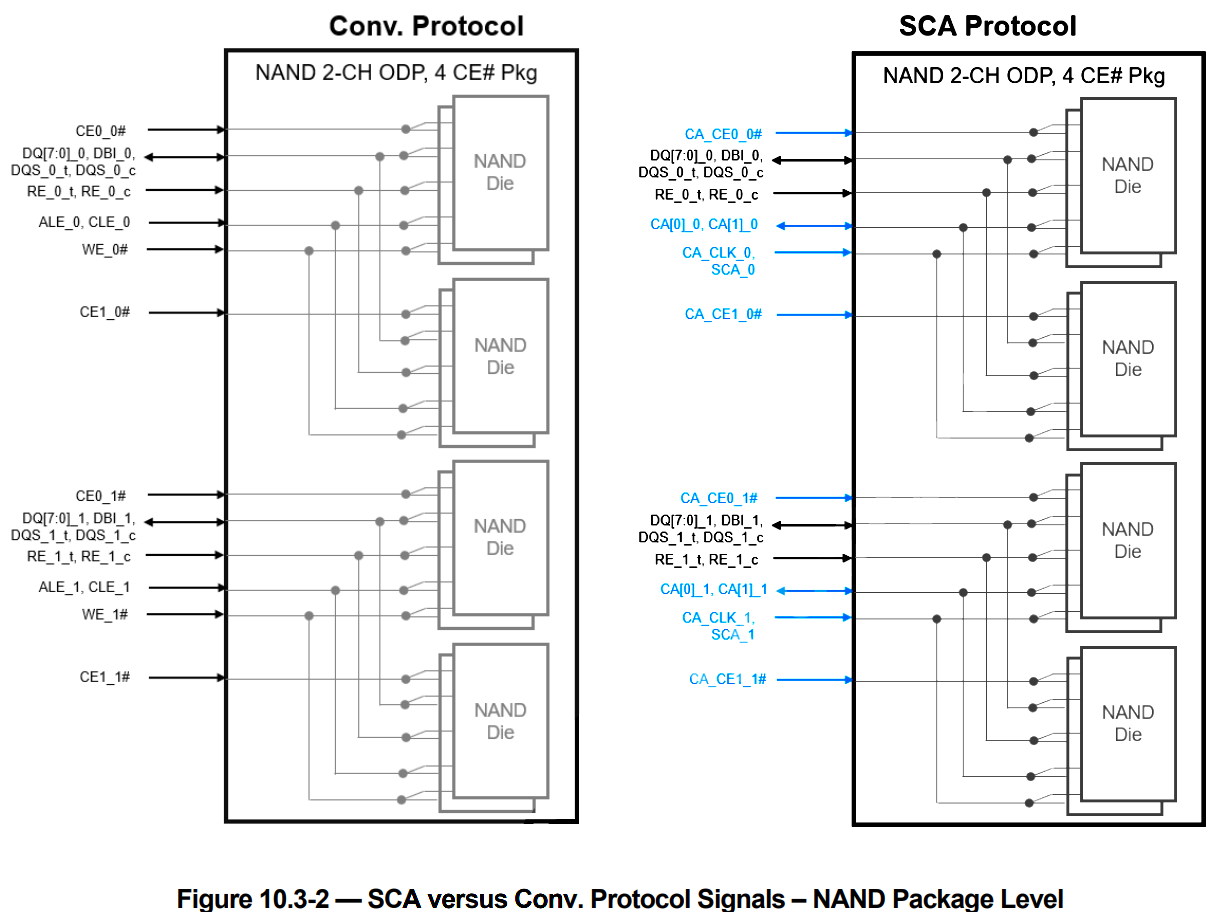 Conv. Protocol
NAND 2-CH ODP, 4 CE# Pkg
CE0_0#
DQ[7:0]_0, DBI_0,
DQS_0_t, DQS_0_c
RE_0_t, RE_0_c
ALE_0, CLE_0
WE_0#
NAND
Die
CE1_0#
NAND
Die
CE0_1#
DQ[7:0]_1, DBI_1,
DQS_1_t, DQS_1_c
RE_1_t, RE_1_c
ALE_1, CLE_1
WE_1#
NAND
Die
CE1_1#
NAND
Die
SCA Protocol
NAND 2-CH ODP, 4 CE# Pkg
CA_CE0_0#
DQ[7:0]_0, DBI_0,
DQS_0_t, DQS_0_c
RE_0_t, RE_0_c
CA[0]_0, CA[1]_0
CA_CLK_0,
SCA_0
NAND
Die
CA_CE1_0#
NAND
Die
CA_CE0_1#
DQ[7:0]_1, DBI_1,
DQS_1_t, DQS_1_c
RE_1_t, RE_1_c
CA[0]_1, CA[1]_1
CA_CLK_1,
SCA_1
NAND
Die
CA_CE1_1#
NAND
Die
Figure 10.3-2 — SCA versus Conv. Protocol Signals – NAND Package Level